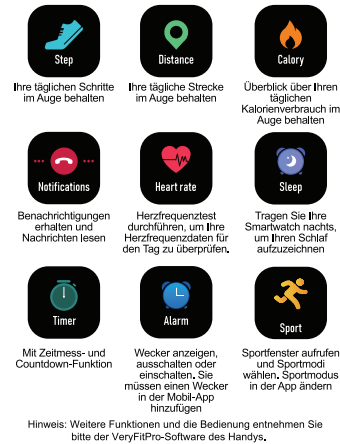 Step
Distance
Calory
Ihre täglichen Schritte
im Auge behalten
Ihre tägliche Strecke
im Auge behalten
Überblick über Ihren
täglichen
Kalorienverbrauch im
Auge behalten
Notifications
Heart rate
Sleep
Benachrichtigungen
erhalten und
Nachrichten lesen
Herzfrequenztest
durchführen, um Ihre
Herzfrequenzdaten für
den Tag zu überprüfen.
Tragen Sie Ihre
Smartwatch nachts,
um Ihren Schlaf
aufzuzeichnen
Timer
Alarm
Sport
Mit Zeitmess- und
Countdown-Funktion
Wecker anzeigen,
ausschalten oder
einschalten. Sie
müssen einen Wecker
in der Mobil-App
hinzufügen
Sportfenster aufrufen
und Sportmodi
wählen. Sportmodus
in der App ändern
Hinweis: Weitere Funktionen und die Bedienung entnehmen Sie
bitte der VeryFitPro-Software des Handys.